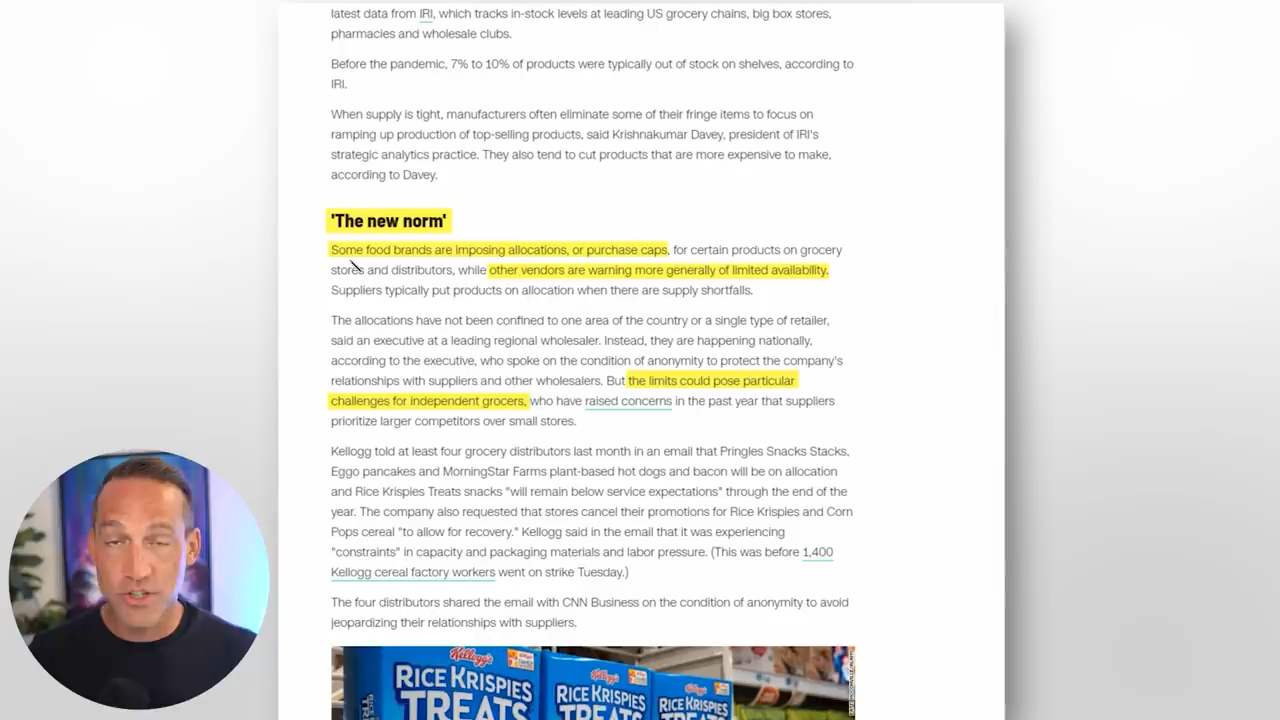 latest data from IRI, which tracks in-stock levels at leading US grocery chains, big box stores,
pharmacies and wholesale clubs.
Before the pandemic, 7% to 10% of products were typically out of stock on shelves, according to
IRI.
When supply is tight, manufacturers often eliminate some of their fringe items to focus on
ramping up production of top-selling products, said Krishnakumar Davey, president of IRI's
strategic analytics practice. They also tend to cut products that are more expensive to make,
according to Davey.
'The new norm'
Some food brands are imposing allocations, or purchase caps, for certain products on grocery
stores and distributors, while other vendors are warning more generally of limited availability.
Suppliers typically put products on allocation when there are supply shortfalls.
The allocations have not been confined to one area of the country or a single type of retailer,
said an executive at a leading regional wholesaler. Instead, they are happening nationally,
according to the executive, who spoke on the condition of anonymity to protect the company's
relationships with suppliers and other wholesalers. But the limits could pose particular
challenges for independent grocers, who have raised concerns in the past year that suppliers
prioritize larger competitors over small stores.
Kellogg told at least four grocery distributors last month in an email that Pringles Snacks Stacks,
Eggo pancakes and MorningStar Farms plant-based hot dogs and bacon will be on allocation
and Rice Krispies Treats snacks "will remain below service expectations" through the end of the
year. The company also requested that stores cancel their promotions for Rice Krispies and Corn
Pops cereal "to allow for recovery." Kellogg said in the email that it was experiencing
"constraints" in capacity and packaging materials and labor pressure. (This was before 1,400
Kellogg cereal factory workers went on strike Tuesday.)
The four distributors shared the email with CNN Business on the condition of anonymity to avoid
jeopardizing their relationships with suppliers.
Kellogg's
RICE KRISPIES
TREATS
Kellogg's
RICE KRISPIES
TREATS
Kellogg's
RICE KRISPIES
TREATS